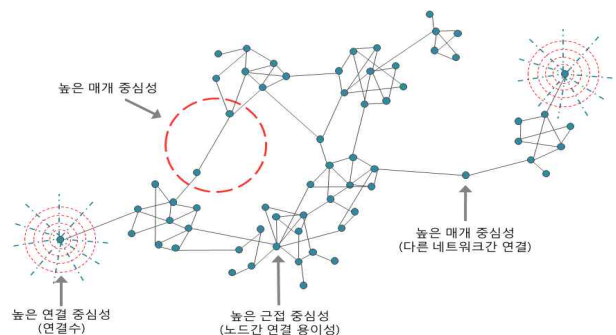 높은 매개 중심성
높은 매개 중심성
(다른 네트워크간 연결)
높은 연결 중심성
(연결수)
높은 근접 중심성
(노드간 연결 용이성)